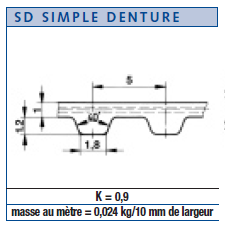 SD SIMPLE DENTURE
5
1
1,2
40°
1,8
K = 0,9
masse au mètre = 0,024 kg/10 mm de largeur